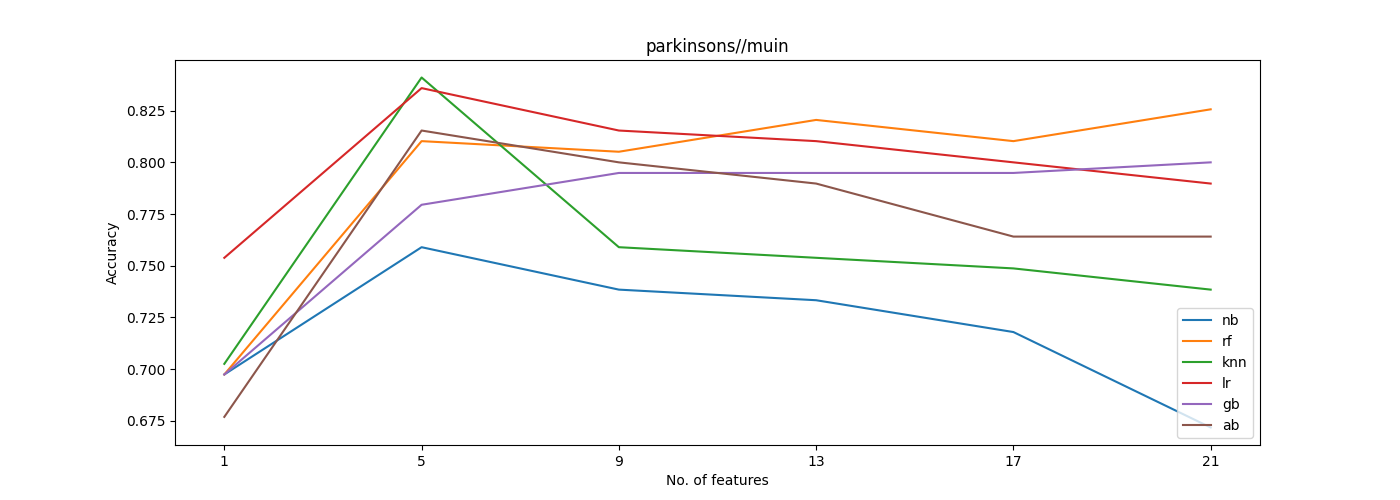 parkinsons//muin
Accuracy
0.825
0.800
0.775
0.750
0.725
0.700
0.675
1 5 9 13 17 21
No. of features
nb
rf
knn
lr
gb
ab